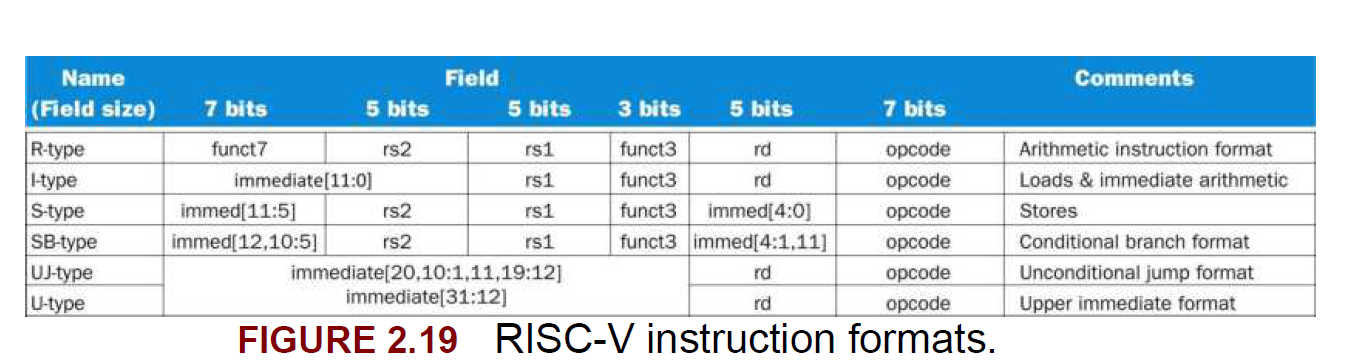 Name Field Comments
(Field size) 7 bits 5 bits 5 bits 3 bits 5 bits 7 bits
R-type funct7 rs2 rs1 funct3 rd opcode Arithmetic instruction format
I-type immediate[11:0] rs1 funct3 rd opcode Loads & immediate arithmetic
S-type immed[11:5] rs2 rs1 funct3 immed[4:0] opcode Stores
SB-type immed[12,10:5] rs2 rs1 funct3 immed[4:1,11] opcode Conditional branch format
UJ-type immediate[20,10:1,11,19:12] rd opcode Unconditional jump format
U-type immediate[31:12] rd opcode Upper immediate format
FIGURE 2.19 RISC-V instruction formats.